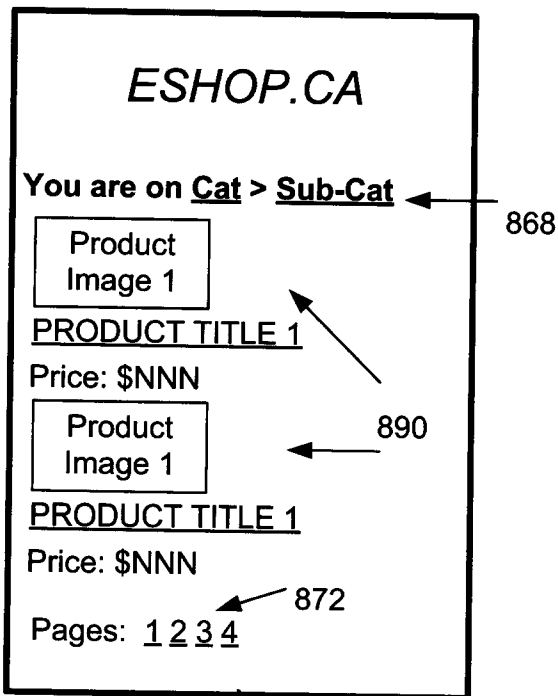 ESHOP.CA
You are on Cat > Sub-Cat
868
Product
Image 1
PRODUCT TITLE 1
Price: $NNN
890
Product
Image 1
PRODUCT TITLE 1
Price: $NNN
872
Pages: 1 2 3 4